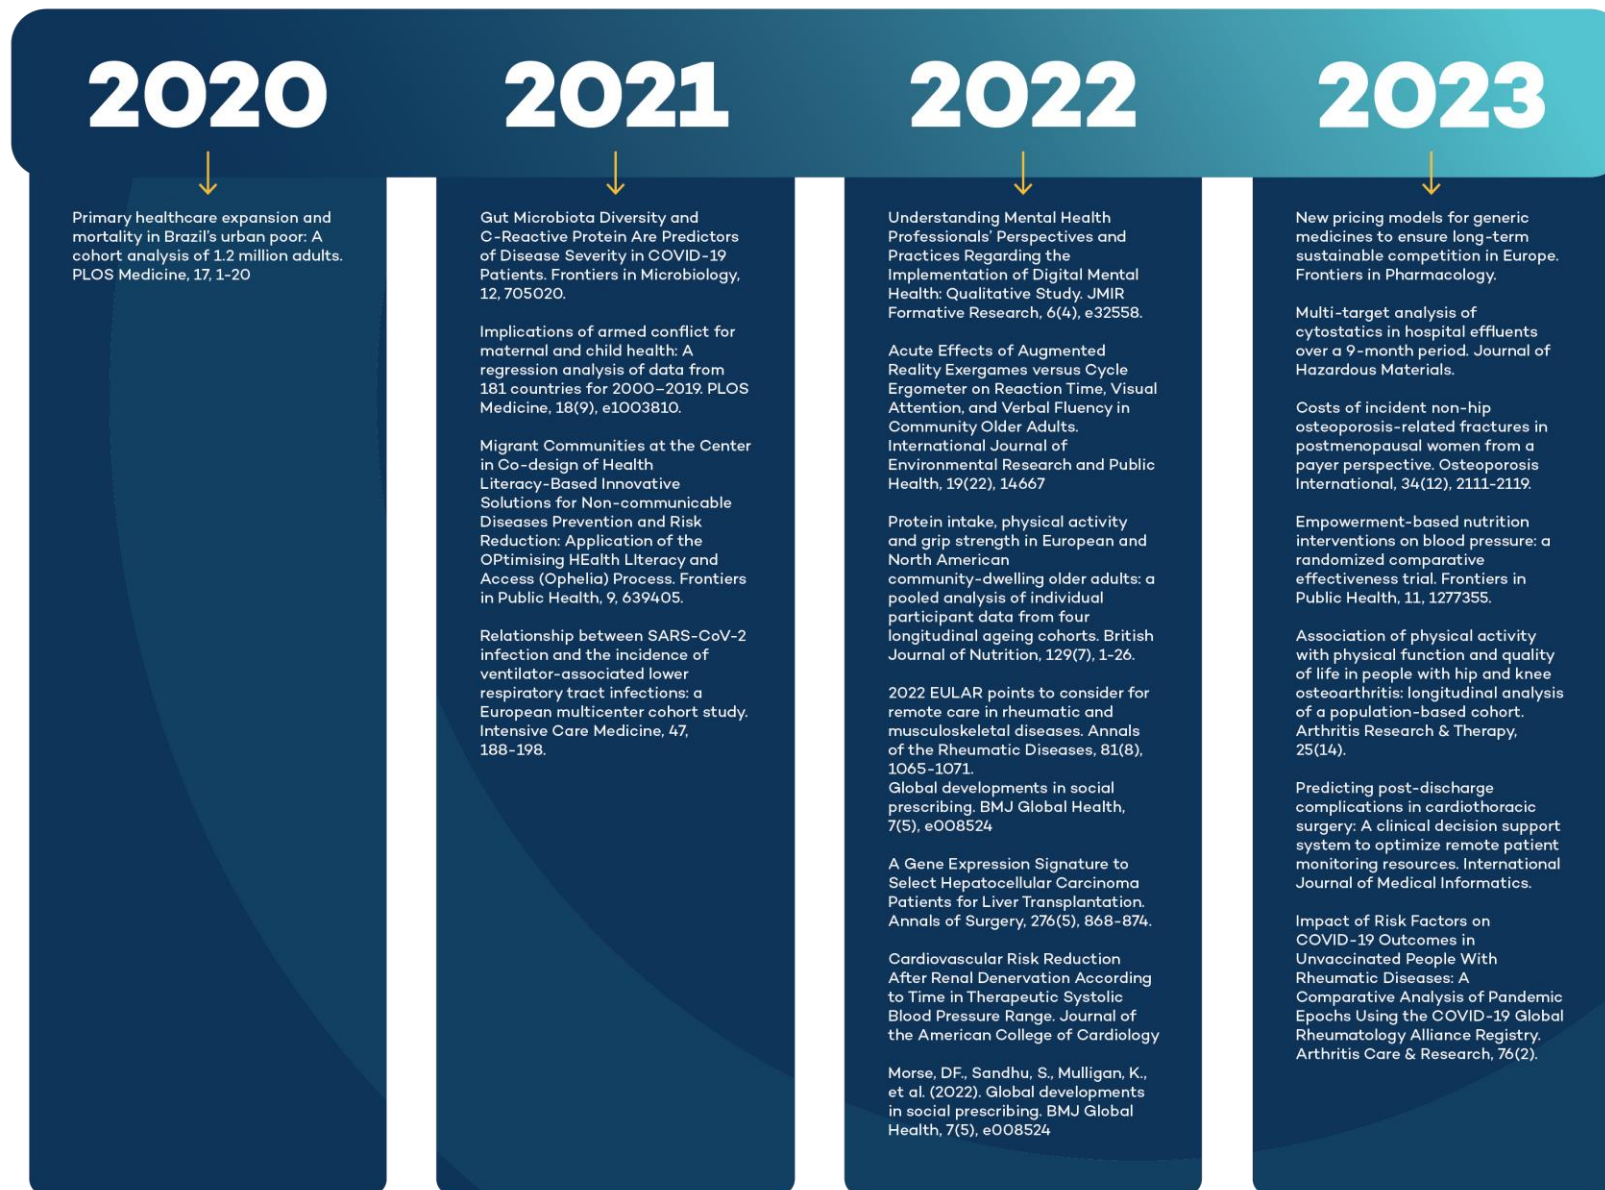 2020
2021
2022
2023
Primary healthcare expansion and
mortality in Brazil's urban poor: A
cohort analysis of 1.2 million adults.
PLOS Medicine, 17, 1-20
Gut Microbiota Diversity and
C-Reactive Protein Are Predictors
of Disease Severity in COVID-19
Patients. Frontiers in Microbiology,
12, 705020.
Implications of armed conflict for
maternal and child health: A
regression analysis of data from
181 countries for 2000–2019. PLOS
Medicine, 18(9), e1003810.
Migrant Communities at the Center
in Co-design of Health
Literacy-Based Innovative
Solutions for Non-communicable
Diseases Prevention and Risk
Reduction: Application of the
OPtimising HEalth LIteracy and
Access (Ophelia) Process. Frontiers
in Public Health, 9, 639405.
Relationship between SARS-CoV-2
infection and the incidence of
ventilator-associated lower
respiratory tract infections: a
European multicenter cohort study.
Intensive Care Medicine, 47,
188-198.
Understanding Mental Health
Professionals' Perspectives and
Practices Regarding the
Implementation of Digital Mental
Health: Qualitative Study. JMIR
Formative Research, 6(4), e32558.
Acute Effects of Augmented
Reality Exergames versus Cycle
Ergometer on Reaction Time, Visual
Attention, and Verbal Fluency in
Community Older Adults.
International Journal of
Environmental Research and Public
Health, 19(22), 14667
Protein intake, physical activity
and grip strength in European and
North American
community-dwelling older adults: a
pooled analysis of individual
participant data from four
longitudinal ageing cohorts. British
Journal of Nutrition, 129(7), 1-26.
2022 EULAR points to consider for
remote care in rheumatic and
musculoskeletal diseases. Annals
of the Rheumatic Diseases, 81(8),
1065-1071.
Global developments in social
prescribing. BMJ Global Health,
7(5), e008524
A Gene Expression Signature to
Select Hepatocellular Carcinoma
Patients for Liver Transplantation.
Annals of Surgery, 276(5), 868-874.
Cardiovascular Risk Reduction
After Renal Denervation According
to Time in Therapeutic Systolic
Blood Pressure Range. Journal of
the American College of Cardiology
Morse, DF., Sandhu, S., Mulligan, K.,
et al. (2022). Global developments
in social prescribing. BMJ Global
Health, 7(5), e008524
New pricing models for generic
medicines to ensure long-term
sustainable competition in Europe.
Frontiers in Pharmacology.
Multi-target analysis of
cytostatics in hospital effluents
over a 9-month period. Journal of
Hazardous Materials.
Costs of incident non-hip
osteoporosis-related fractures in
postmenopausal women from a
payer perspective. Osteoporosis
International, 34(12), 2111-2119.
Empowerment-based nutrition
interventions on blood pressure: a
randomized comparative
effectiveness trial. Frontiers in
Public Health, 11, 1277355.
Association of physical activity
with physical function and quality
of life in people with hip and knee
osteoarthritis: longitudinal analysis
of a population-based cohort.
Arthritis Research & Therapy,
25(14).
Predicting post-discharge
complications in cardiothoracic
surgery: A clinical decision support
system to optimize remote patient
monitoring resources. International
Journal of Medical Informatics.
Impact of Risk Factors on
COVID-19 Outcomes in
Unvaccinated People With
Rheumatic Diseases: A
Comparative Analysis of Pandemic
Epochs Using the COVID-19 Global
Rheumatology Alliance Registry.
Arthritis Care & Research, 76(2).